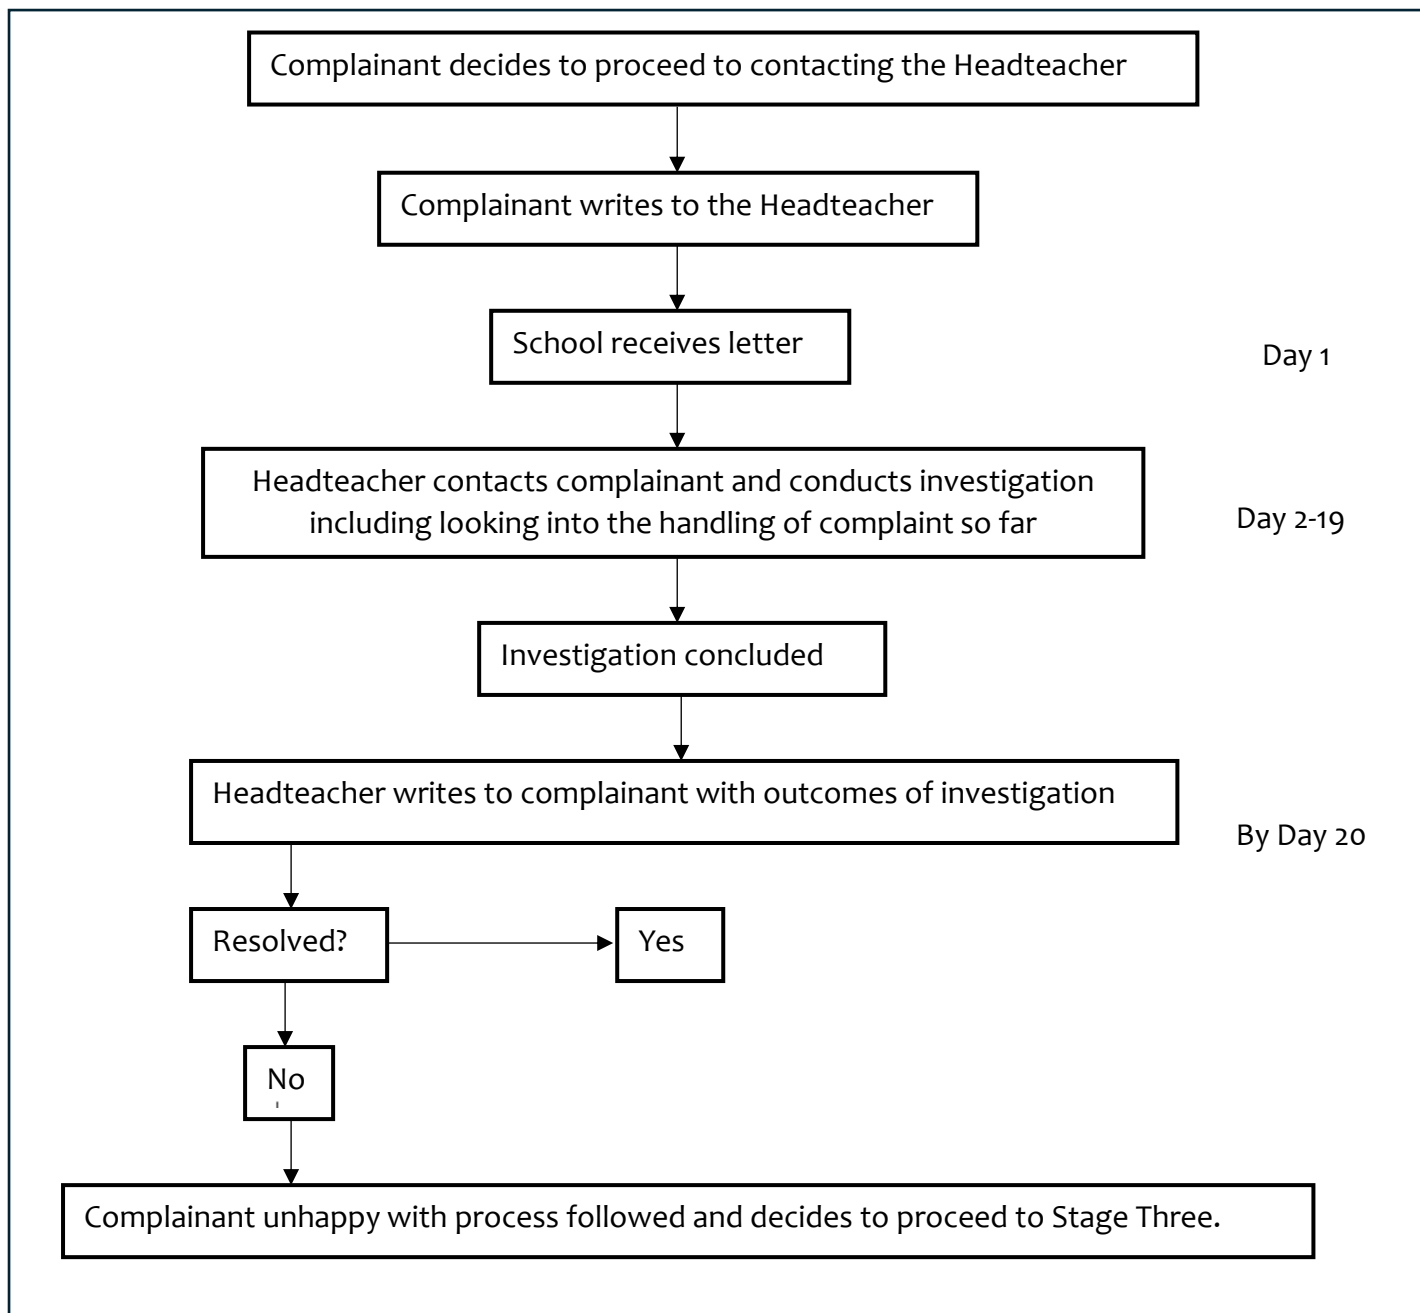 Complainant decides to proceed to contacting the Headteacher
Complainant writes to the Headteacher
School receives letter
Day 1
Headteacher contacts complainant and conducts investigation
including looking into the handling of complaint so far
Day 2-19
Investigation concluded
Headteacher writes to complainant with outcomes of investigation
By Day 20
Resolved?
Yes
No
Complainant unhappy with process followed and decides to proceed to Stage Three.